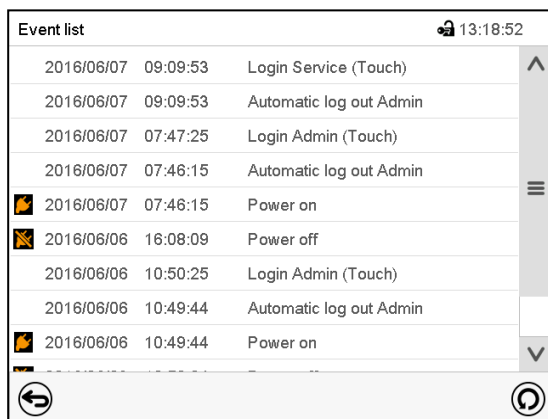 Event list 13:18:52
2016/06/07 09:09:53 Login Service (Touch)
2016/06/07 09:09:53 Automatic log out Admin
2016/06/07 07:47:25 Login Admin (Touch)
2016/06/07 07:46:15 Automatic log out Admin
2016/06/07 07:46:15 Power on
2016/06/06 16:08:09 Power off
2016/06/06 10:50:25 Login Admin (Touch)
2016/06/06 10:49:44 Automatic log out Admin
2016/06/06 10:49:44 Power on